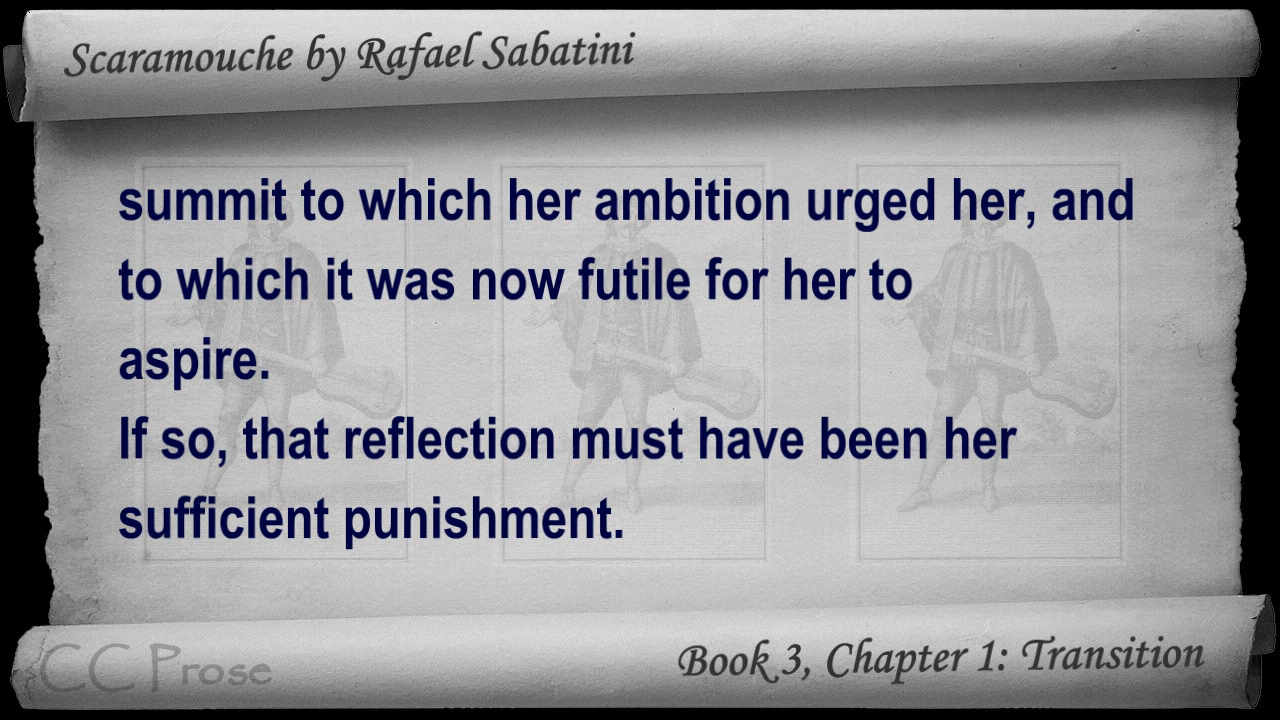 Scaramouche by Rafael Sabatini
summit to which her ambition urged her, and
to which it was now futile for her to
aspire.
If so, that reflection must have been her
sufficient punishment.
CC Prose
Book 3, Chapter 1: Transition